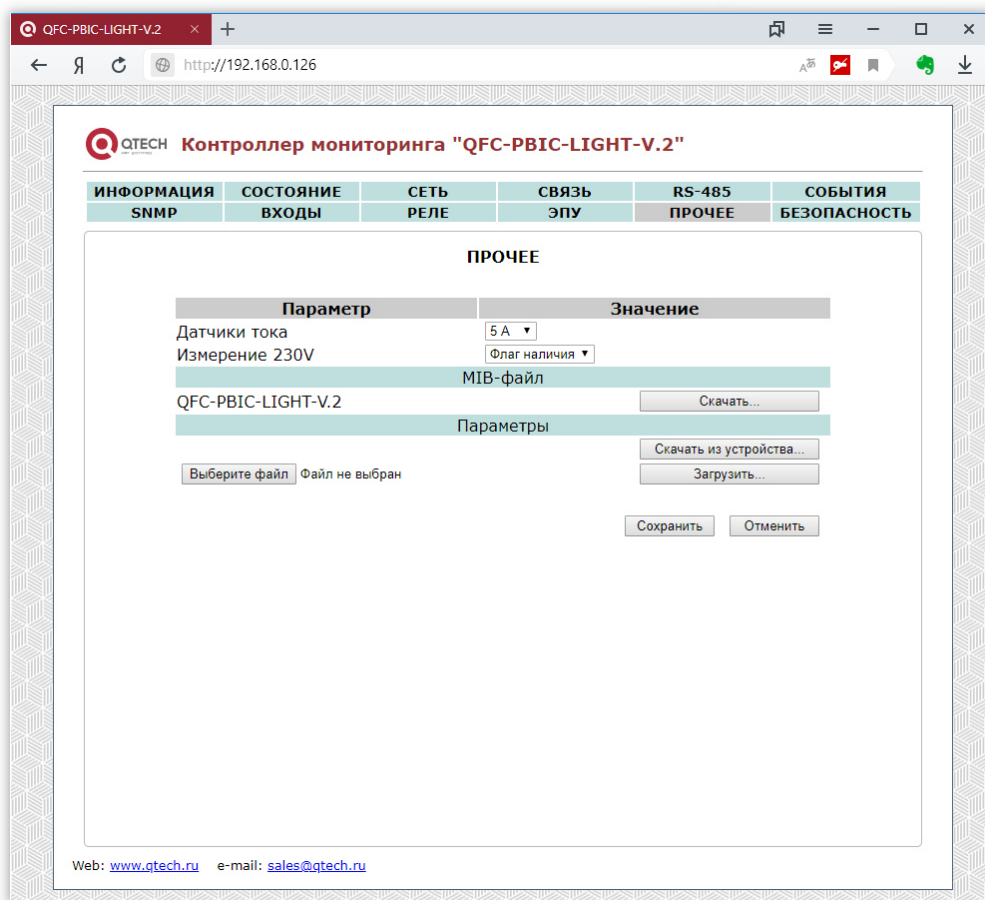 QFC-PBIC-LIGHT-V.2
http://192.168.0.126
QTECH Контроллер мониторинга "QFC-PBIC-LIGHT-V.2"
ИНФОРМАЦИЯ СОСТОЯНИЕ СЕТЬ СВЯЗЬ RS-485 СОБЫТИЯ
SNMP ВХОДЫ РЕЛЕ ЭПУ ПРОЧЕЕ БЕЗОПАСНОСТЬ
ПРОЧЕЕ
Параметр Значение
Датчики тока 5 A
Измерение 230V Флаг наличия
MIB-файл
QFC-PBIC-LIGHT-V.2 Скачать...
Параметры
Скачать из устройства...
Выберите файл Файл не выбран Загрузить...
Сохранить Отменить
Web: www.qtech.ru e-mail: sales@qtech.ru